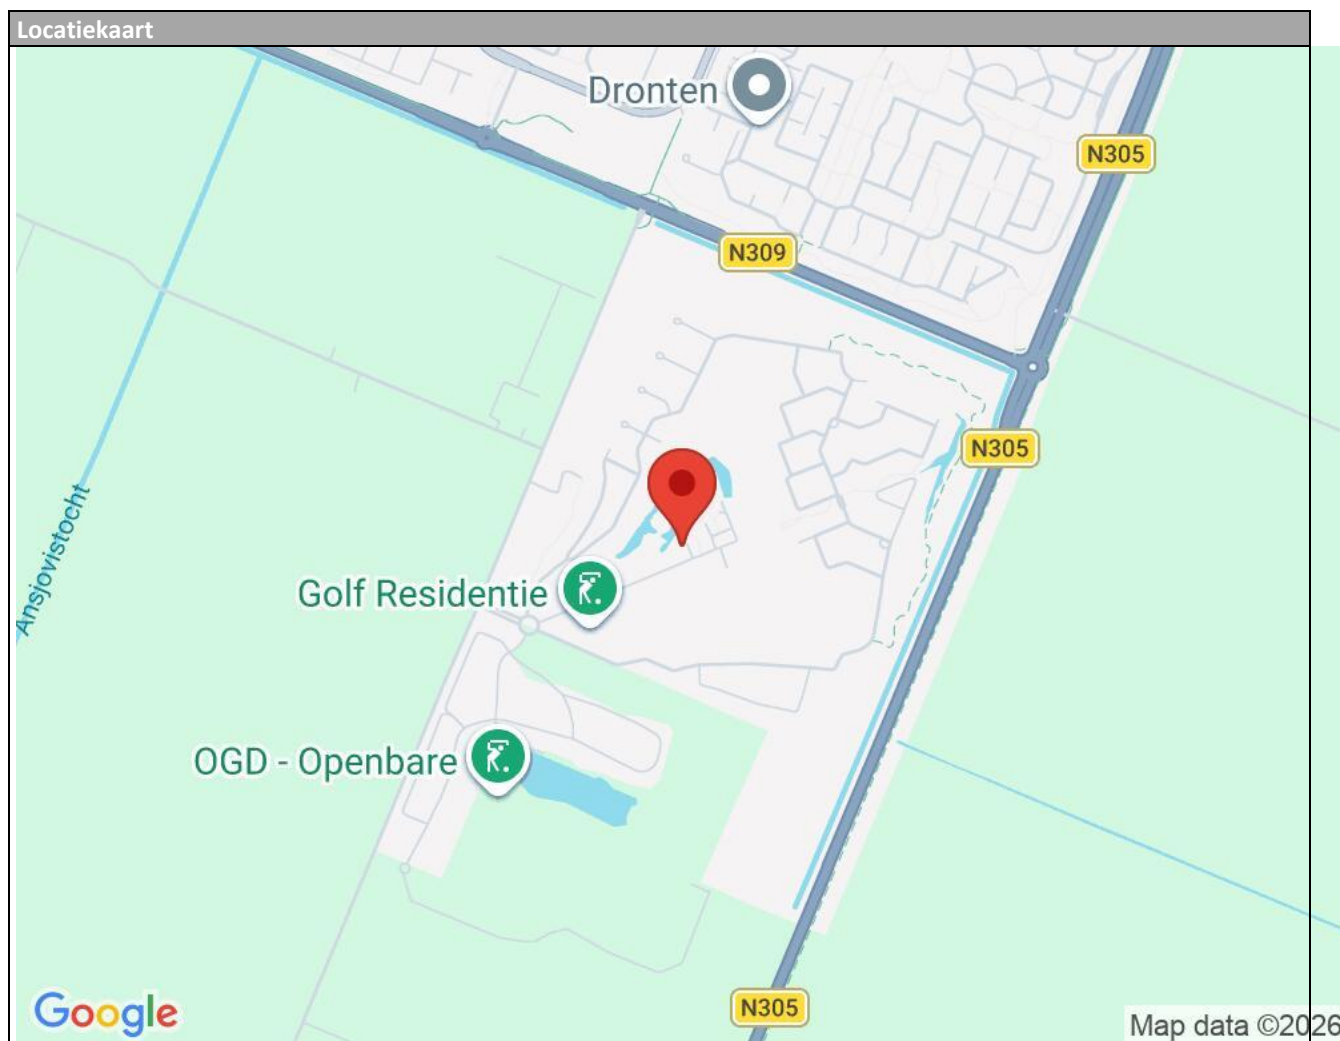 Locatiekaart
Dronten
N305
N309
N305
Ansjovistocht
Golf Residentie
OGD - Openbare
N305
Google
Map data ©2026